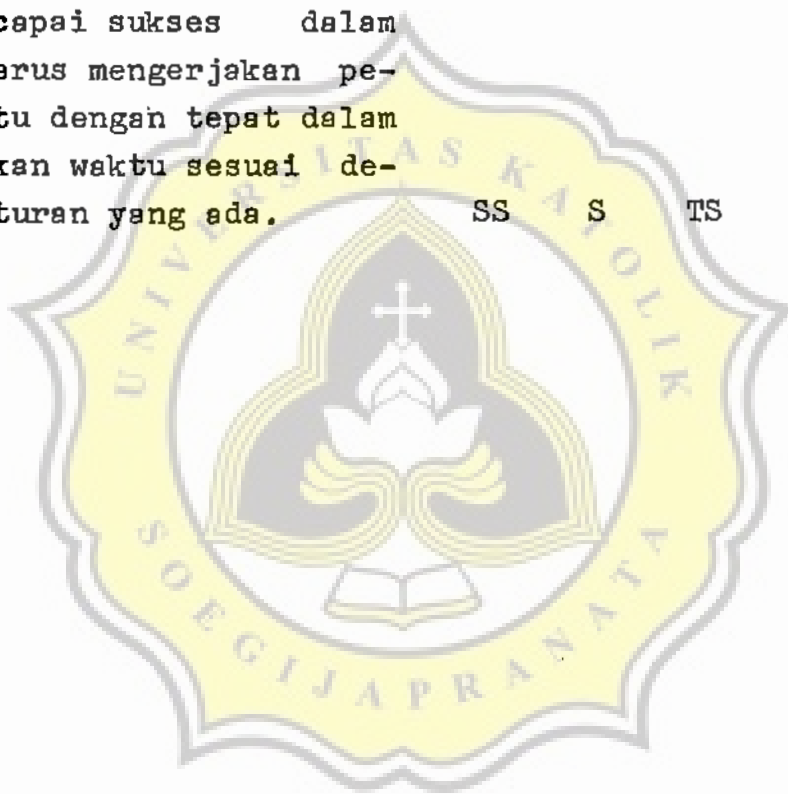 capai sukses dalam
arus mengerjakan pe-
tu dengan tepat dalam
kan waktu sesuai de-
turan yang ada. SS S TS
UNIVERSITAS KATOLIK
SOEGIJAPRANATA